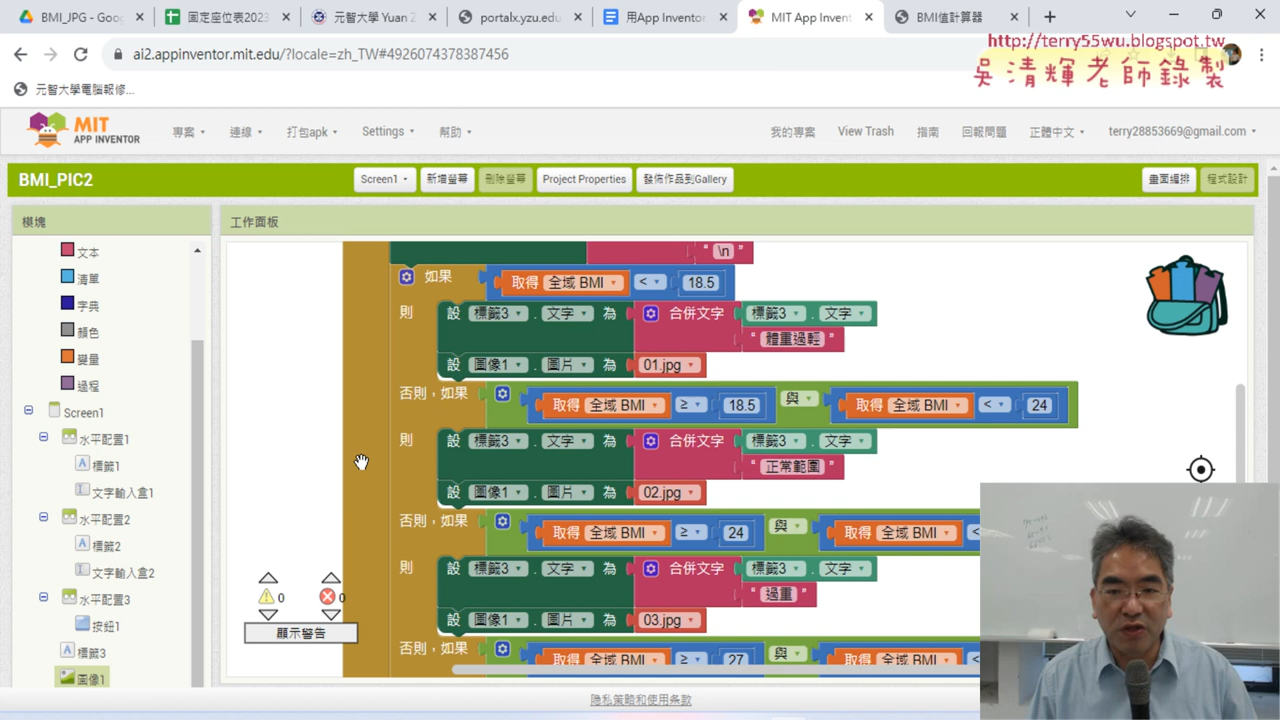 BMI_JPG - Goo
固定座位表2023
元智大學 Yuan Z
portalx.yzu.edu
用App Inventor
MIT App Invent
BMI值計算器
ai2.appinventor.mit.edu/?locale=zh_TW#4926074378387456
http://terry55wu.blogspot.tw
吳清輝老師錄製
元智大學電腦報修...
MIT
APP INVENTOR
專案
連線
打包apk
Settings
幫助
我的專案
View Trash
指南
回報問題
正體中文
terry28853669@gmail.com
BMI_PIC2
Screen1
新增螢幕
刪除螢幕
Project Properties
發佈作品到Gallery
畫面編排
程式設計
模塊
工作面板
文本
清單
字典
顏色
變量
過程
Screen1
水平配置1
標籤1
文字輸入盒1
水平配置2
標籤2
文字輸入盒2
水平配置3
按鈕1
標籤3
圖像1
" \n "
如果 取得 全域 BMI < 18.5
則 設 標籤3 . 文字 為 合併文字 標籤3 . 文字
" 體重過輕 "
設 圖像1 . 圖片 為 01.jpg
否則,如果 取得 全域 BMI ≥ 18.5 與 取得 全域 BMI < 24
則 設 標籤3 . 文字 為 合併文字 標籤3 . 文字
" 正常範圍 "
設 圖像1 . 圖片 為 02.jpg
否則,如果 取得 全域 BMI ≥ 24 與 取得 全域 BMI <
則 設 標籤3 . 文字 為 合併文字 標籤3 . 文字
" 過重 "
設 圖像1 . 圖片 為 03.jpg
否則,如果 取得 全域 BMI ≥ 27 與 取得 全域 BMI <
0 0
顯示警告
隐私策略和使用条款